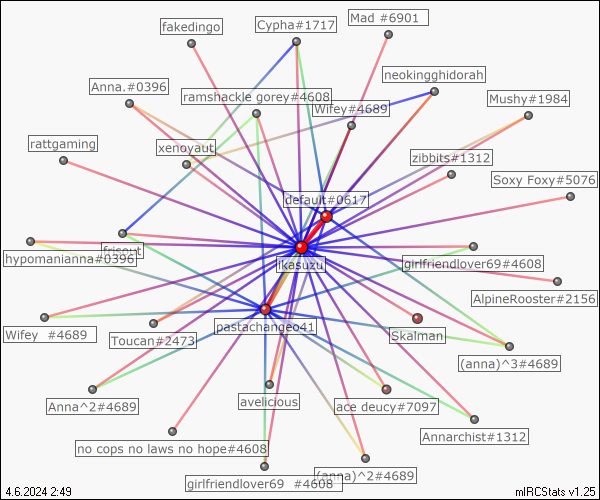 Mad #6901
fakedingo
Cypha#1717
neokingghidorah
Anna.#0396
ramshackle gorey#4608
Mushy#1984
Wifey#4689
rattgaming
xenoyaut
zibbits#1312
Soxy Foxy#5076
default#0617
frisout
hypomanianna#0396
ikasuzu
girlfriendlover69#4608
AlpineRooster#2156
Wifey #4689
Toucan#2473
pastachangeo41
Skalman
(anna)^3#4689
Anna^2#4689
avelicious
ace deucy#7097
Annarchist#1312
no cops no laws no hope#4608
(anna)^2#4689
girlfriendlover69 #4608
4.6.2024 2:49
mIRCStats v1.25